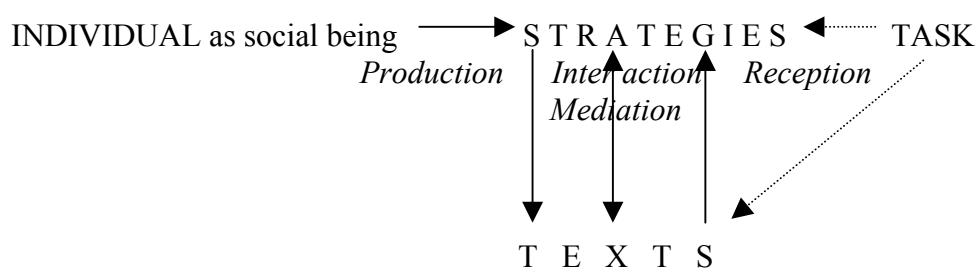 INDIVIDUAL as social being S T R A T E G I E S TASK
Production Interaction Reception
Mediation
T E X T S